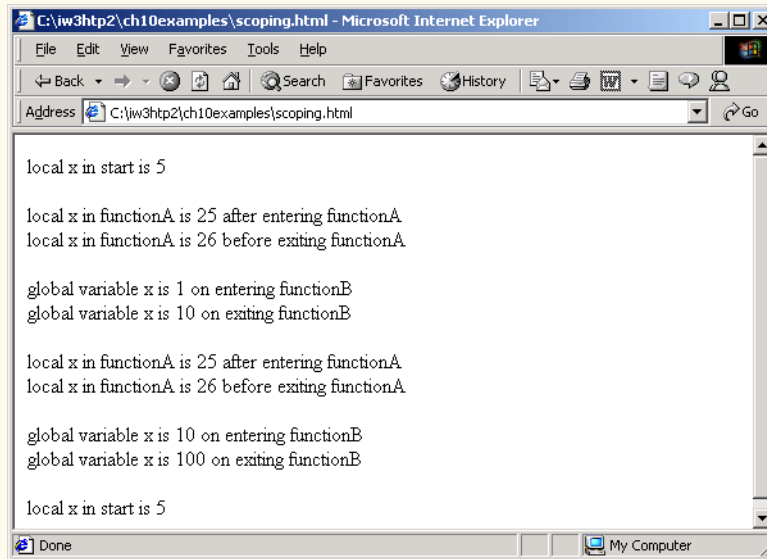 C:\iw3htp2\ch10examples\scoping.html - Microsoft Internet Explorer
File Edit View Favorites Tools Help
Back Search Favorites History
Address C:\iw3htp2\ch10examples\scoping.html Go
local x in start is 5
local x in functionA is 25 after entering functionA
local x in functionA is 26 before exiting functionA
global variable x is 1 on entering functionB
global variable x is 10 on exiting functionB
local x in functionA is 25 after entering functionA
local x in functionA is 26 before exiting functionA
global variable x is 10 on entering functionB
global variable x is 100 on exiting functionB
local x in start is 5
Done My Computer